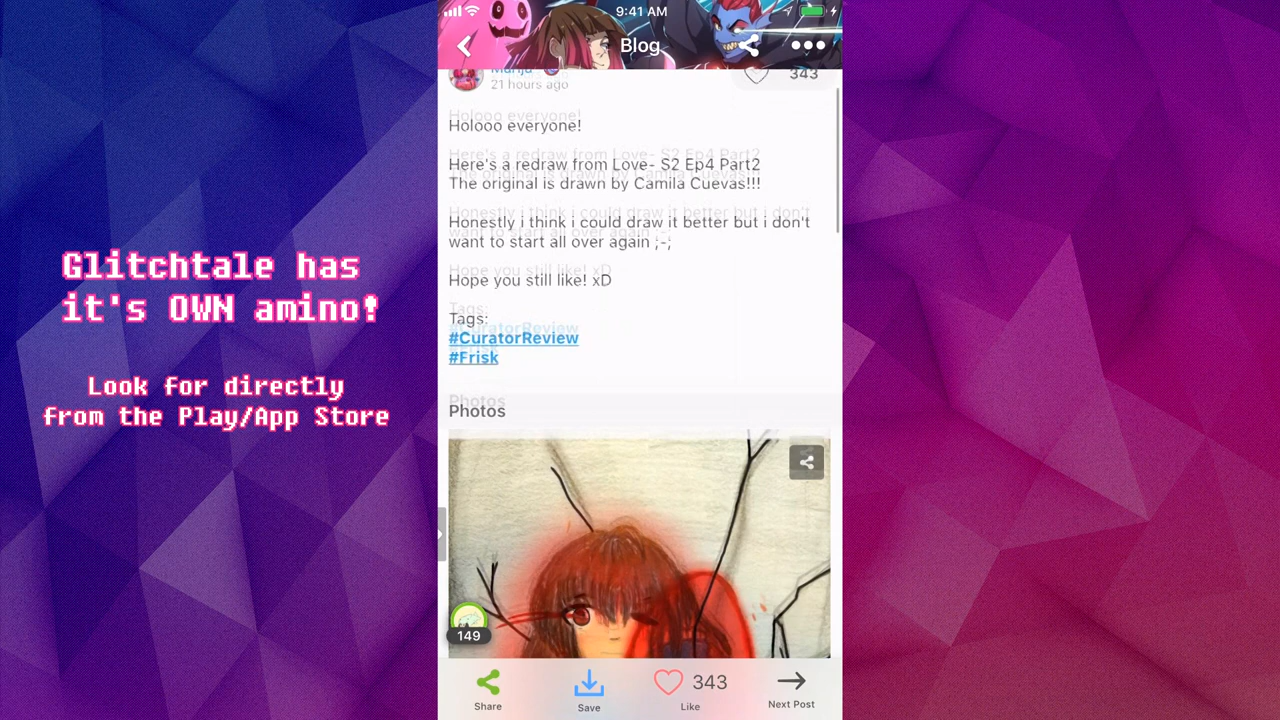 Glitchtale has
it's OWN amino!
Look for directly
from the Play/App Store
9:41 AM
Blog
Marija
21 hours ago
343
Holooo everyone!
Here's a redraw from Love- S2 Ep4 Part2
The original is drawn by Camila Cuevas!!!
Honestly i think i could draw it better but i don't
want to start all over again ;-;
Hope you still like! xD
Tags:
#CuratorReview
#Frisk
Photos
149
343
Share
Save
Like
Next Post